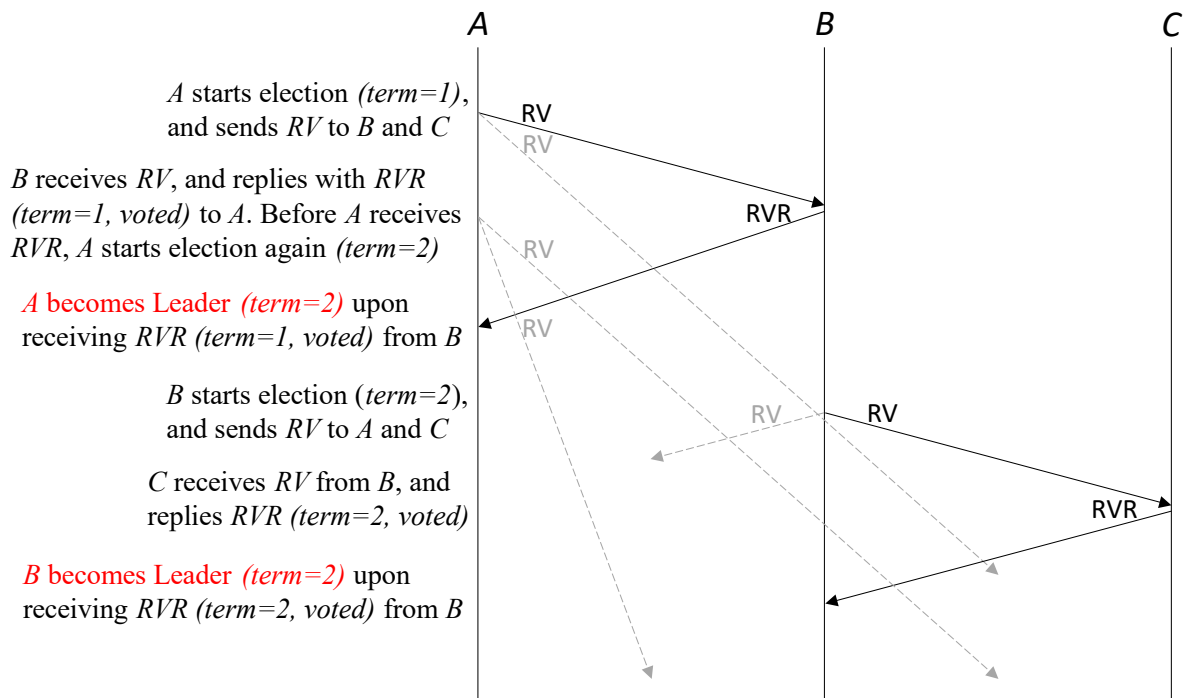 A
B
C
A starts election (term=1),
and sends RV to B and C
RV
RV
B receives RV, and replies with RVR
(term=1, voted) to A. Before A receives
RVR, A starts election again (term=2)
RVR
RV
A becomes Leader (term=2) upon
receiving RVR (term=1, voted) from B
RV
B starts election (term=2),
and sends RV to A and C
RV
RV
C receives RV from B, and
replies RVR (term=2, voted)
RVR
B becomes Leader (term=2) upon
receiving RVR (term=2, voted) from B